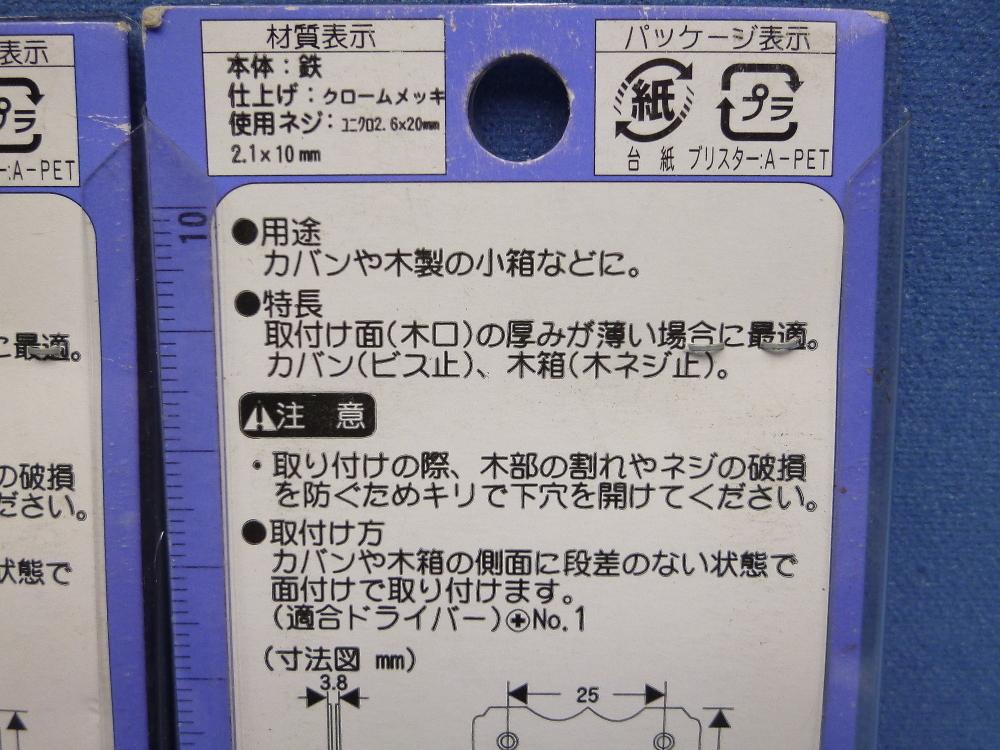 表示
プラ
ー:A-PET
に最適。
の破損
ださい。
状態で
材質表示
本体：鉄
仕上げ：クロームメッキ
使用ネジ：ユニクロ2.6×20mm
2.1×10mm
パッケージ表示
紙
プラ
台紙 ブリスター:A-PET
10
●用途
カバンや木製の小箱などに。
●特長
取付け面(木口)の厚みが薄い場合に最適。
カバン(ビス止)、木箱(木ネジ止)。
注意
・取り付けの際、木部の割れやネジの破損
を防ぐためキリで下穴を開けてください。
●取付け方
カバンや木箱の側面に段差のない状態で
面付けで取り付けます。
(適合ドライバー)⊕No.1
(寸法図 mm)
3.8
25